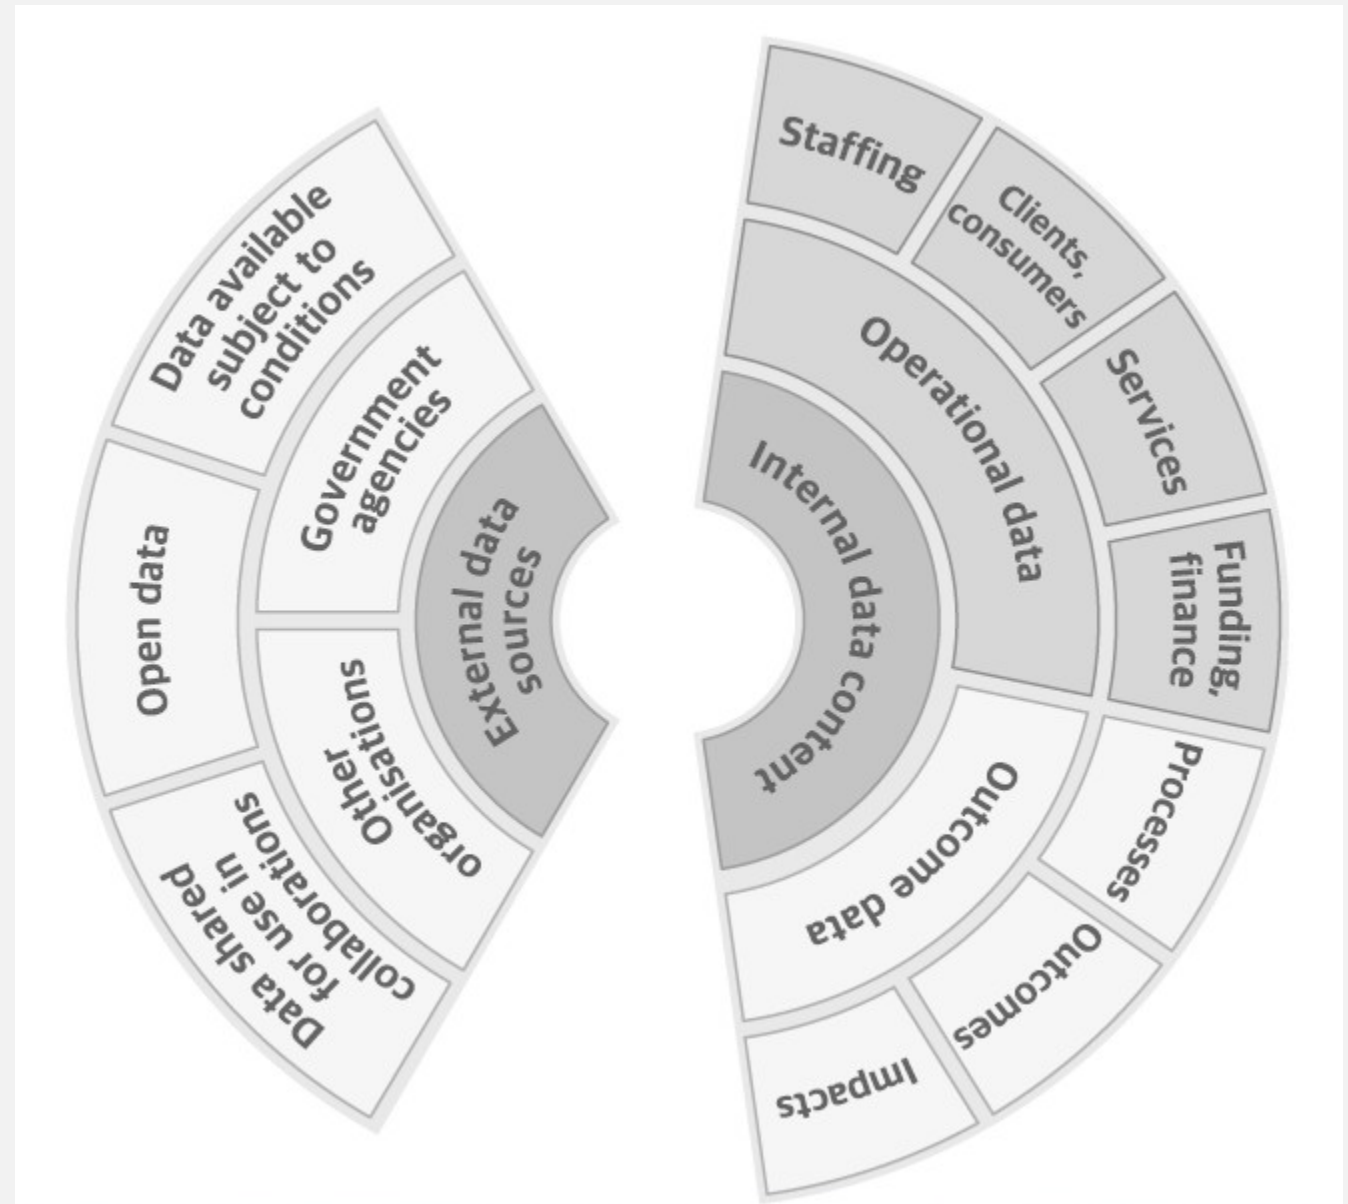 Data available
subject to
conditions
Open data
Data shared
for use in
collaborations
Government
agencies
Other
organisations
External data
sources
Internal data content
Operational data
Outcome data
Staffing
Clients,
consumers
Services
Funding,
finance
Processes
Outcomes
Impacts